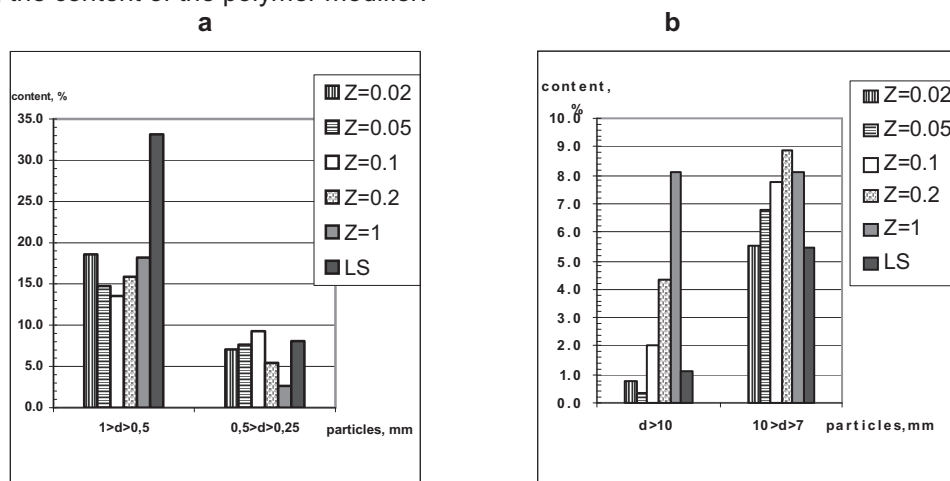 the content of the polymer modifier.
a
content, %
35.0
30.0
25.0
20.0
15.0
10.0
5.0
0.0
1>d>0,5
0,5>d>0,25
particles, mm
Z=0.02
Z=0.05
Z=0.1
Z=0.2
Z=1
LS
b
content,
%
10.0
9.0
8.0
7.0
6.0
5.0
4.0
3.0
2.0
1.0
0.0
d>10
10>d>7
particles,mm
Z=0.02
Z=0.05
Z=0.1
Z=0.2
Z=1
LS